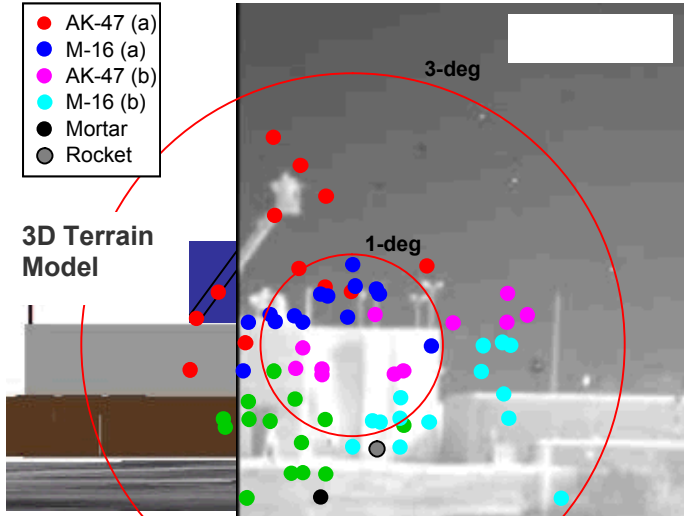 AK-47 (a)
M-16 (a)
AK-47 (b)
M-16 (b)
Mortar
Rocket
3-deg
1-deg
3D Terrain
Model